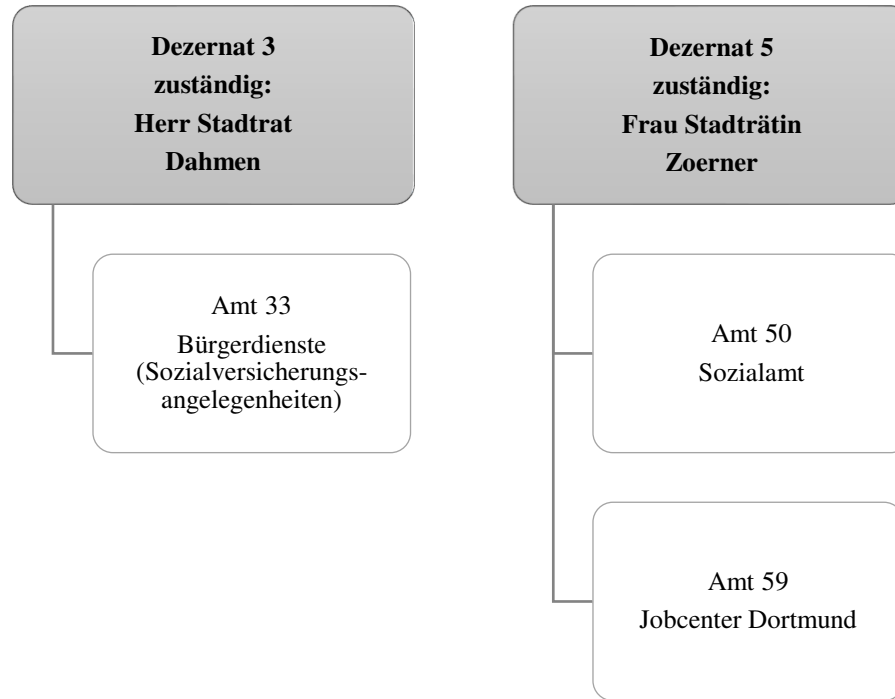 Dezernat 3
zuständig:
Herr Stadtrat
Dahmen
Amt 33
Bürgerdienste
(Sozialversicherungs-
angelegenheiten)
Dezernat 5
zuständig:
Frau Stadträtin
Zoerner
Amt 50
Sozialamt
Amt 59
Jobcenter Dortmund